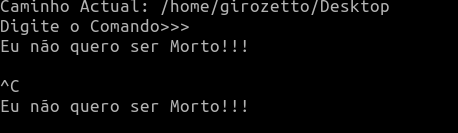 Caminho Actual: /home/girozetto/Desktop
Digite o Comando>>>
Eu não quero ser Morto!!!
^C
Eu não quero ser Morto!!!